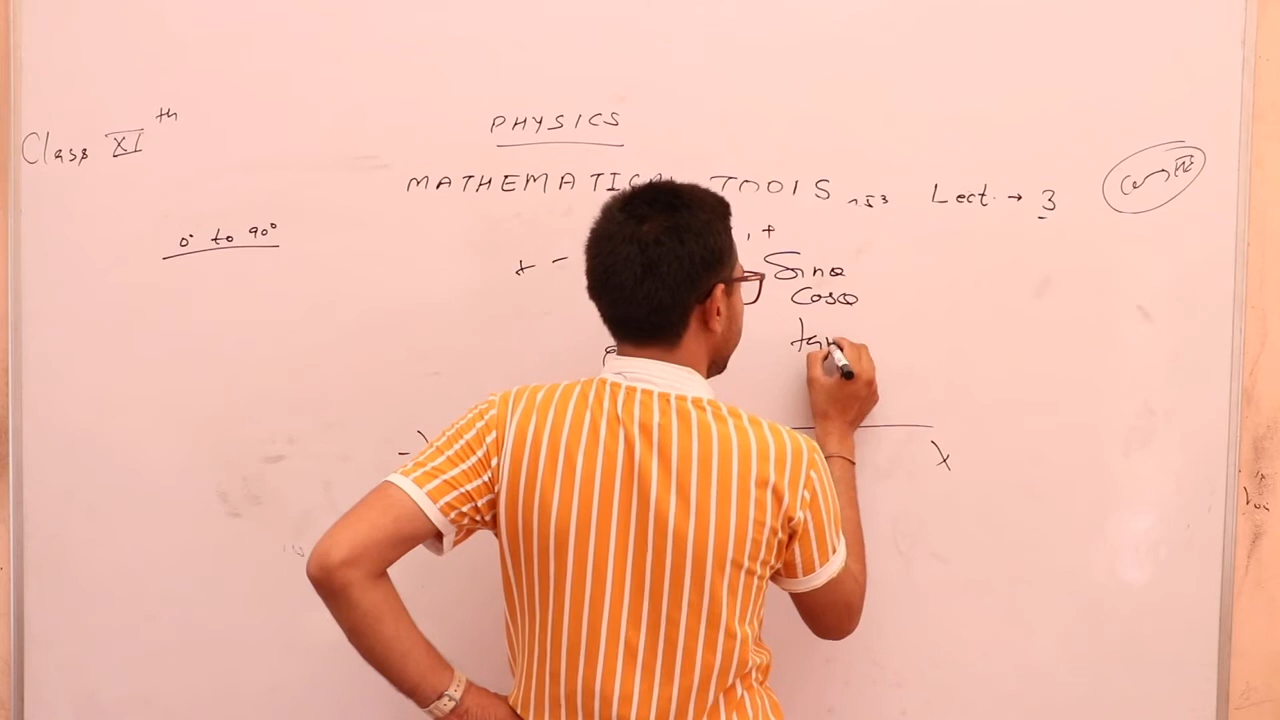 Class XI th
PHYSICS
MATHEMATICAL TOOLS Lect. → 3
0° to 90°
, +
+ -
Sinθ
Cosθ
tan
- X
X